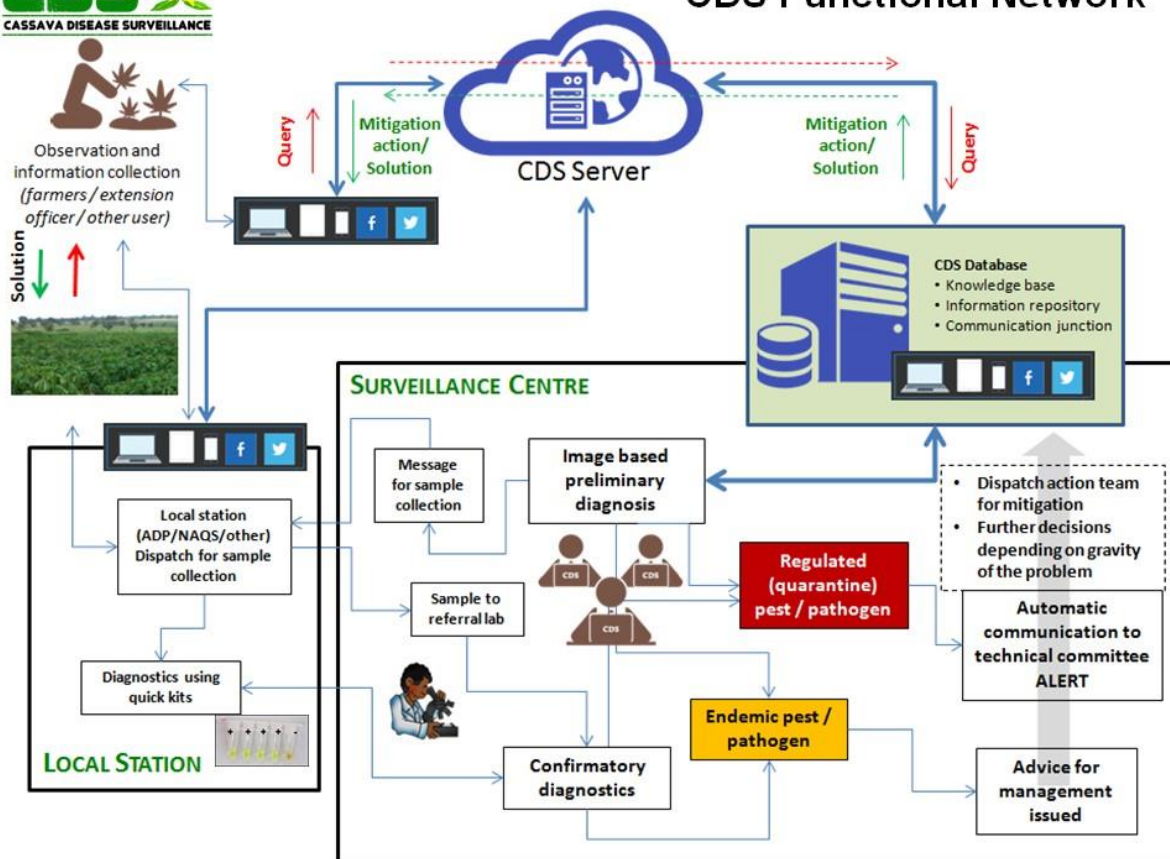 CASSAVA DISEASE SURVEILLANCE
CDS Functional Network
Observation and
information collection
(farmers / extension
officer / other user)
Query
Mitigation
action/
Solution
CDS Server
Mitigation
action/
Solution
Query
Solution
CDS Database
• Knowledge base
• Information repository
• Communication junction
SURVEILLANCE CENTRE
Message
for sample
collection
Image based
preliminary
diagnosis
• Dispatch action team
for mitigation
• Further decisions
depending on gravity
of the problem
Local station
(ADP/NAQS/other)
Dispatch for sample
collection
CDS
CDS
CDS
Regulated
(quarantine)
pest / pathogen
Sample to
referral lab
Automatic
communication to
technical committee
ALERT
Diagnostics using
quick kits
+ + + + -
LOCAL STATION
Endemic pest /
pathogen
Confirmatory
diagnostics
Advice for
management
issued